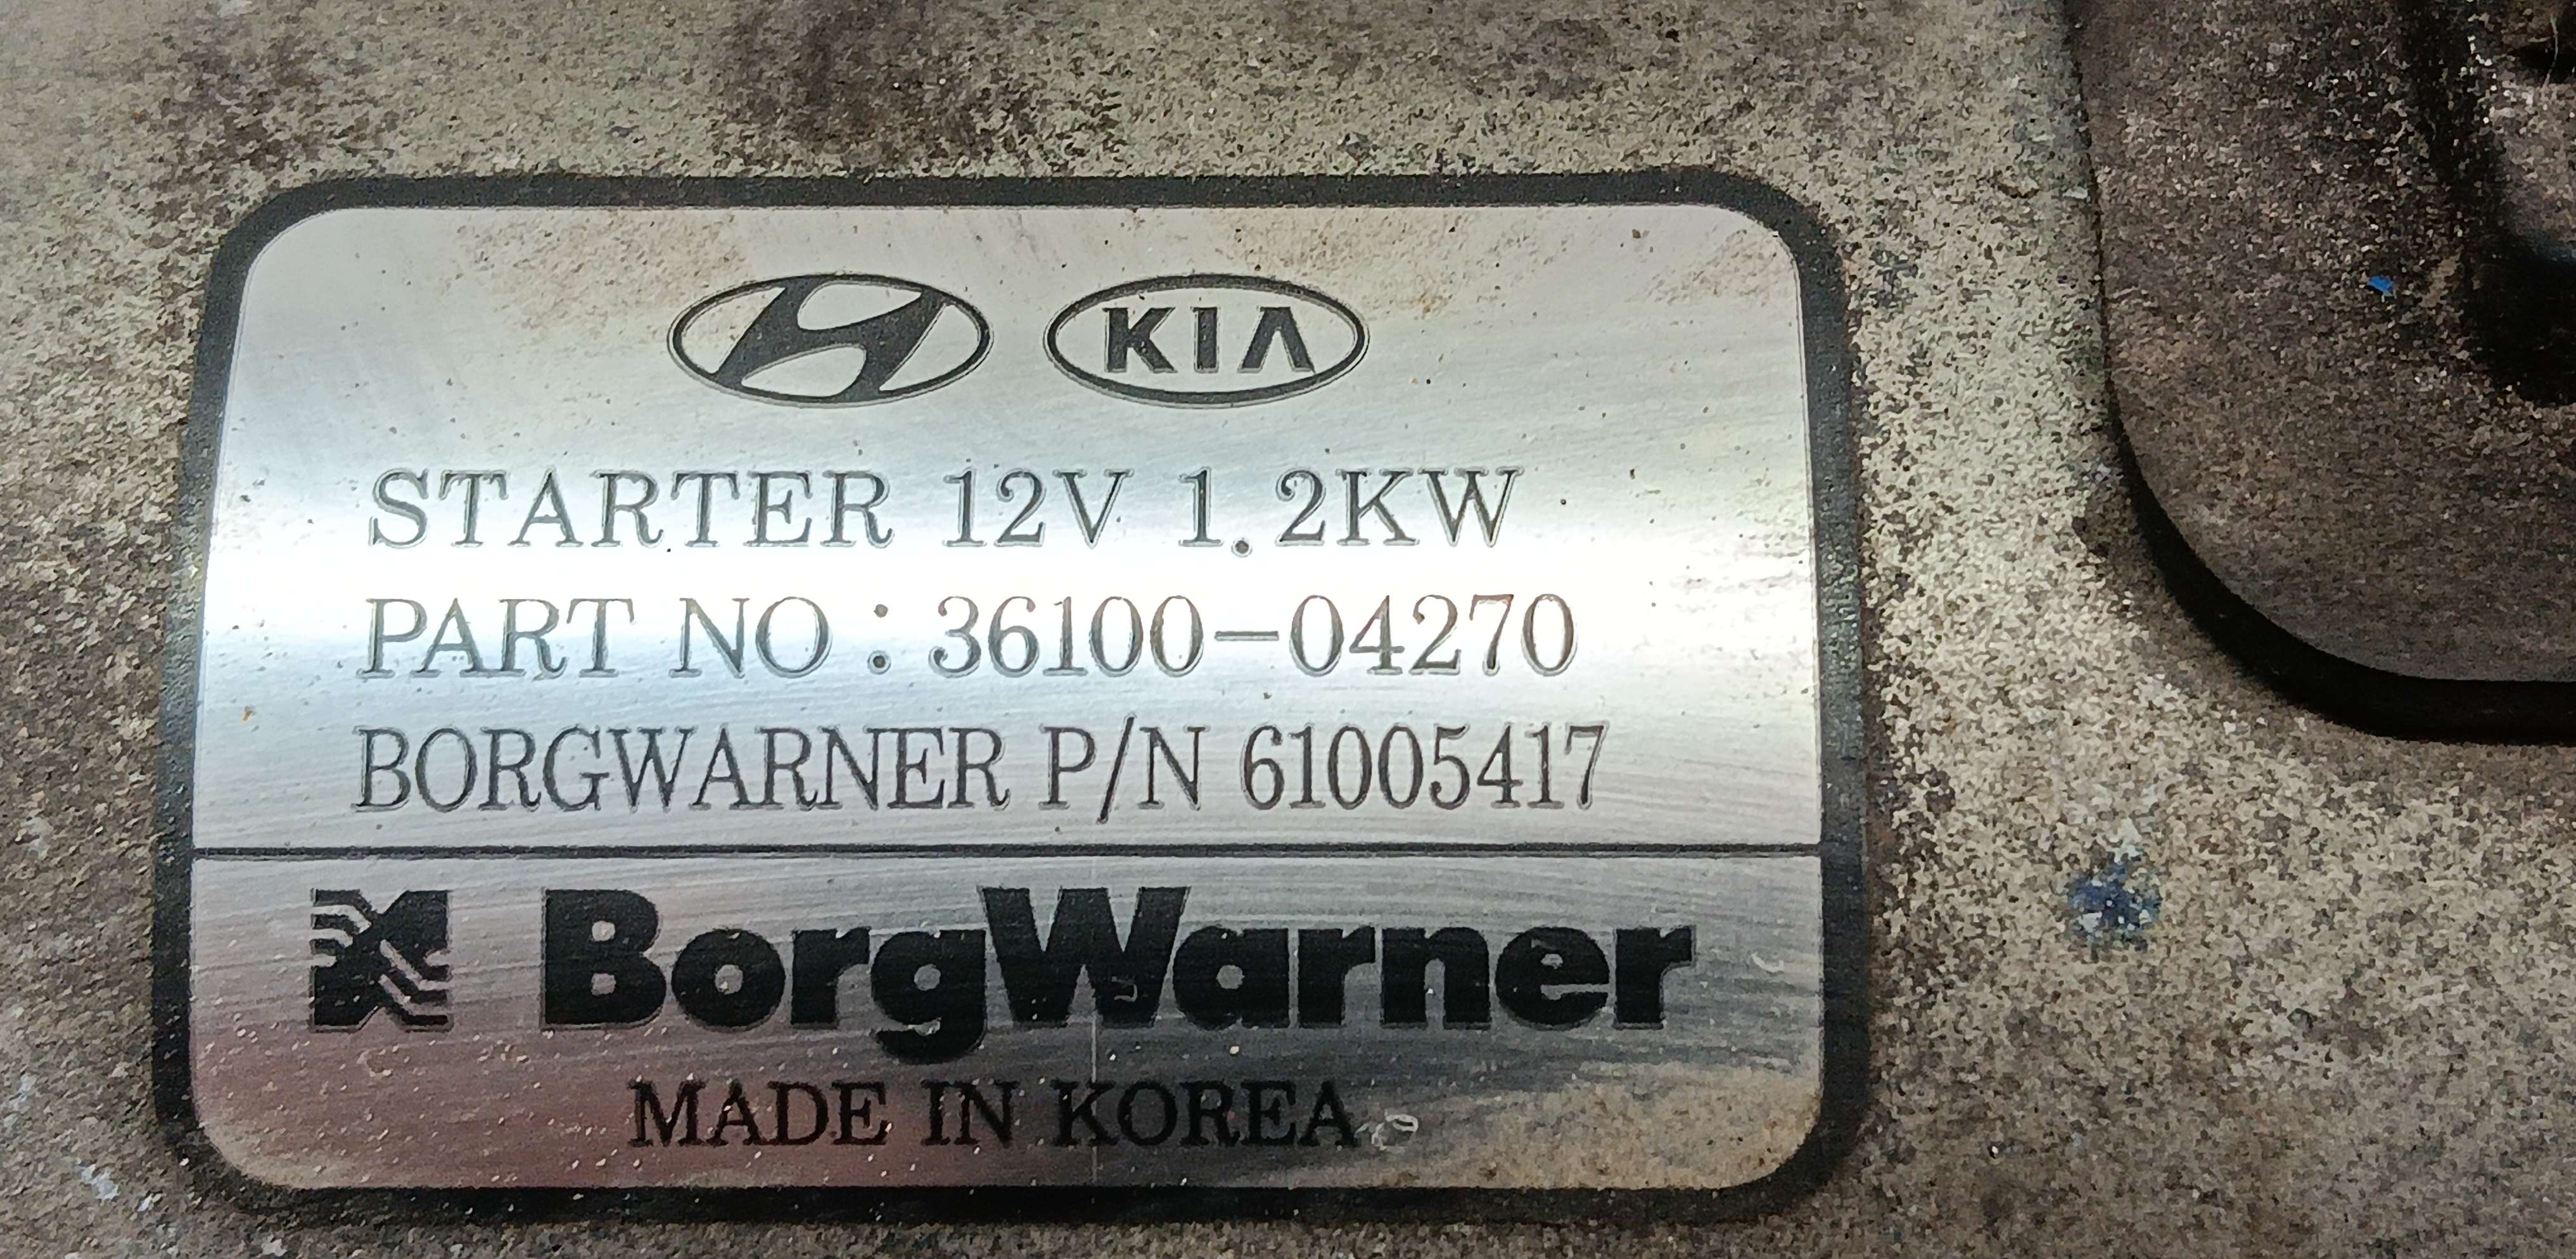 KIA
STARTER 12V 1.2KW
PART NO : 36100-04270
BORGWARNER P/N 61005417
BorgWarner
MADE IN KOREA